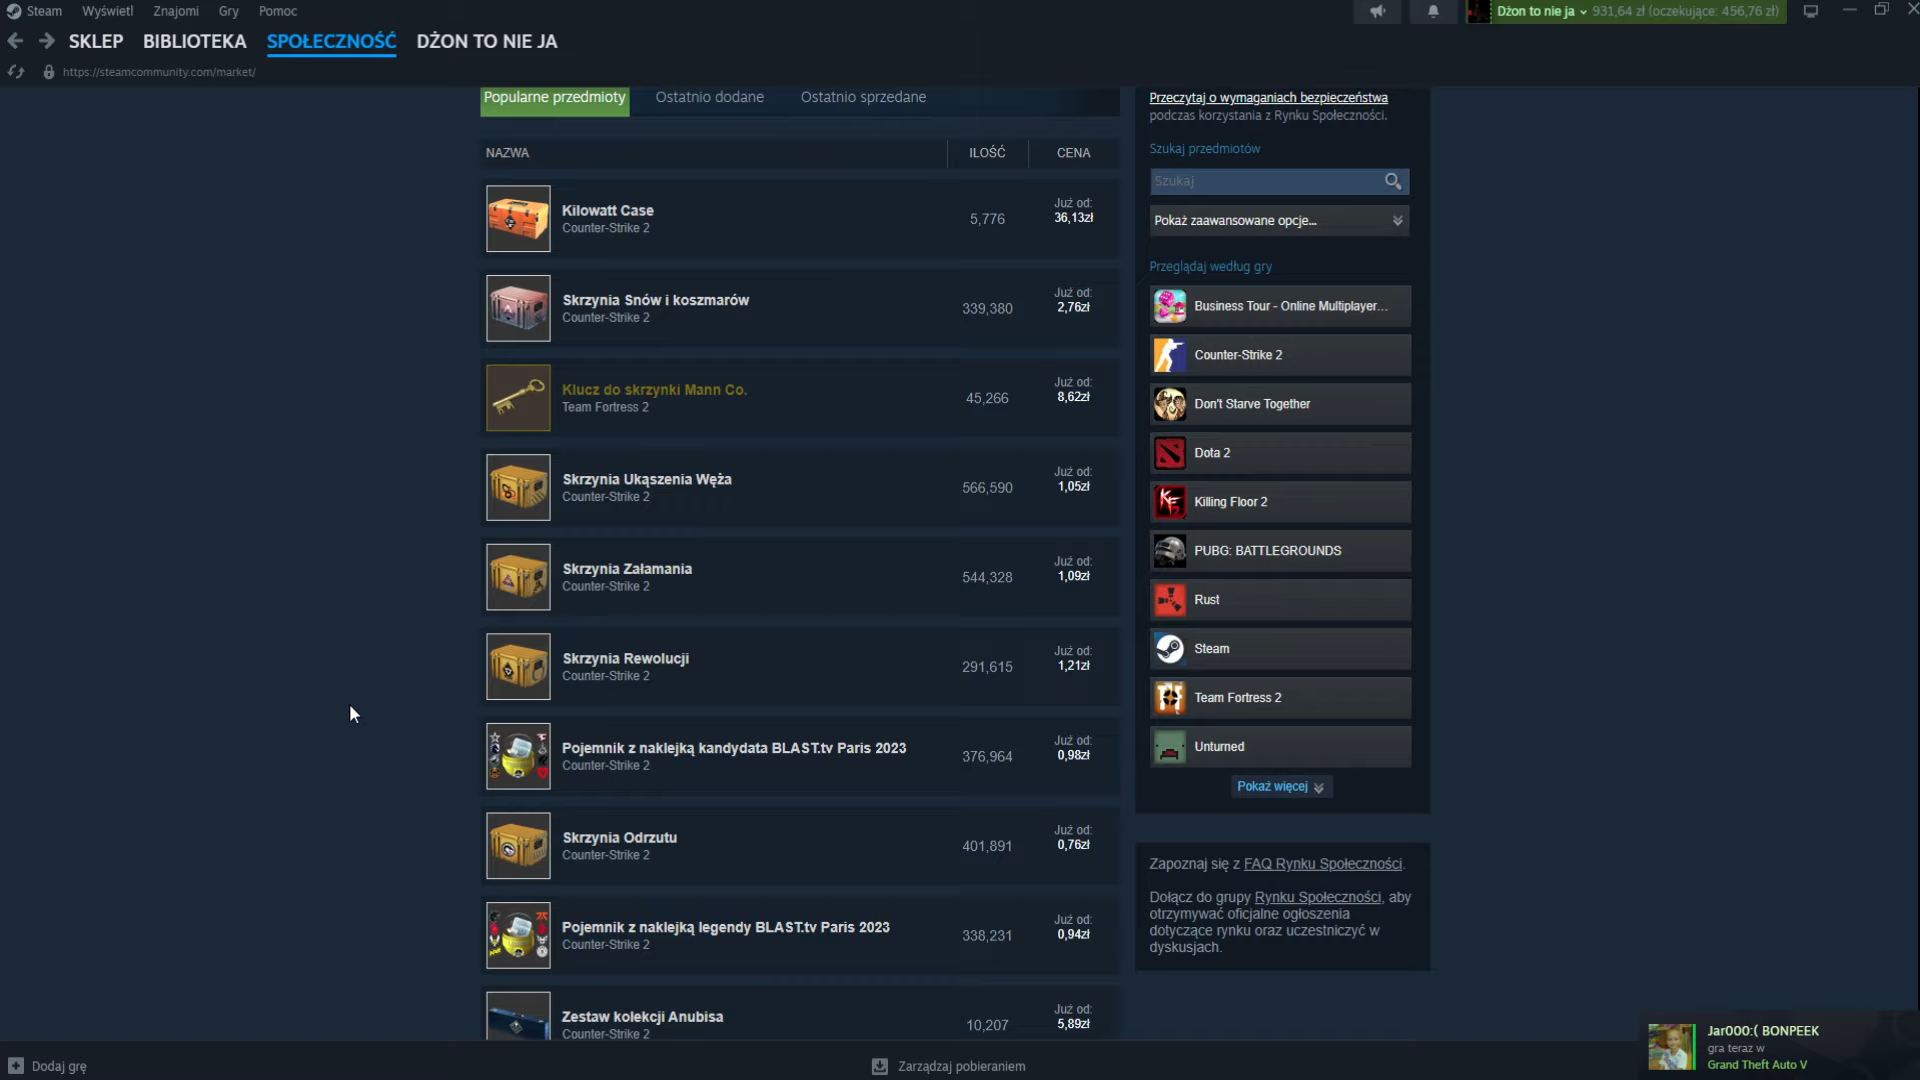 Steam Wyświetl Znajomi Gry Pomoc
Dżon to nie ja 931,64 zł (oczekujące: 456,76 zł)
SKLEP BIBLIOTEKA SPOŁECZNOŚĆ DŻON TO NIE JA
https://steamcommunity.com/market/
Popularne przedmioty Ostatnio dodane Ostatnio sprzedane
NAZWA ILOŚĆ CENA
Kilowatt Case
Counter-Strike 2
5,776
Już od:
36,13zł
Skrzynia Snów i koszmarów
Counter-Strike 2
339,380
Już od:
2,76zł
Klucz do skrzynki Mann Co.
Team Fortress 2
45,266
Już od:
8,62zł
Skrzynia Ukąszenia Węża
Counter-Strike 2
566,590
Już od:
1,05zł
Skrzynia Załamania
Counter-Strike 2
544,328
Już od:
1,09zł
Skrzynia Rewolucji
Counter-Strike 2
291,615
Już od:
1,21zł
Pojemnik z naklejką kandydata BLAST.tv Paris 2023
Counter-Strike 2
376,964
Już od:
0,98zł
Skrzynia Odrzutu
Counter-Strike 2
401,891
Już od:
0,76zł
Pojemnik z naklejką legendy BLAST.tv Paris 2023
Counter-Strike 2
338,231
Już od:
0,94zł
Zestaw kolekcji Anubisa
Counter-Strike 2
10,207
Już od:
5,89zł
Przeczytaj o wymaganiach bezpieczeństwa
podczas korzystania z Rynku Społeczności.
Szukaj przedmiotów
Szukaj
Pokaż zaawansowane opcje...
Przeglądaj według gry
Business Tour - Online Multiplayer...
Counter-Strike 2
Don't Starve Together
Dota 2
Killing Floor 2
PUBG: BATTLEGROUNDS
Rust
Steam
Team Fortress 2
Unturned
Pokaż więcej
Zapoznaj się z FAQ Rynku Społeczności.
Dołącz do grupy Rynku Społeczności, aby
otrzymywać oficjalne ogłoszenia
dotyczące rynku oraz uczestniczyć w
dyskusjach.
Jar000:( BONPEEK
gra teraz w
Grand Theft Auto V
Dodaj grę
Zarządzaj pobieraniem